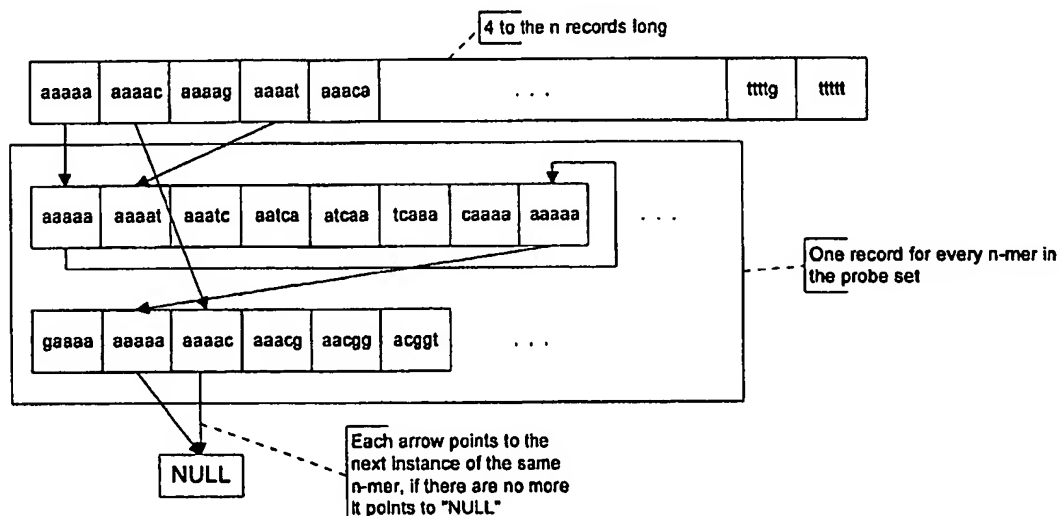 4 to the n records long
aaaaa aaaac aaaag aaaat aaaca . . . ttttg ttttt
aaaaa aaaat aaatc aatca atcaa tcaaa caaaa aaaaa . . .
One record for every n-mer in
the probe set
gaaaa aaaaa aaaac aaacg aacgg acggt . . .
Each arrow points to the
next instance of the same
n-mer, if there are no more
it points to "NULL"
NULL